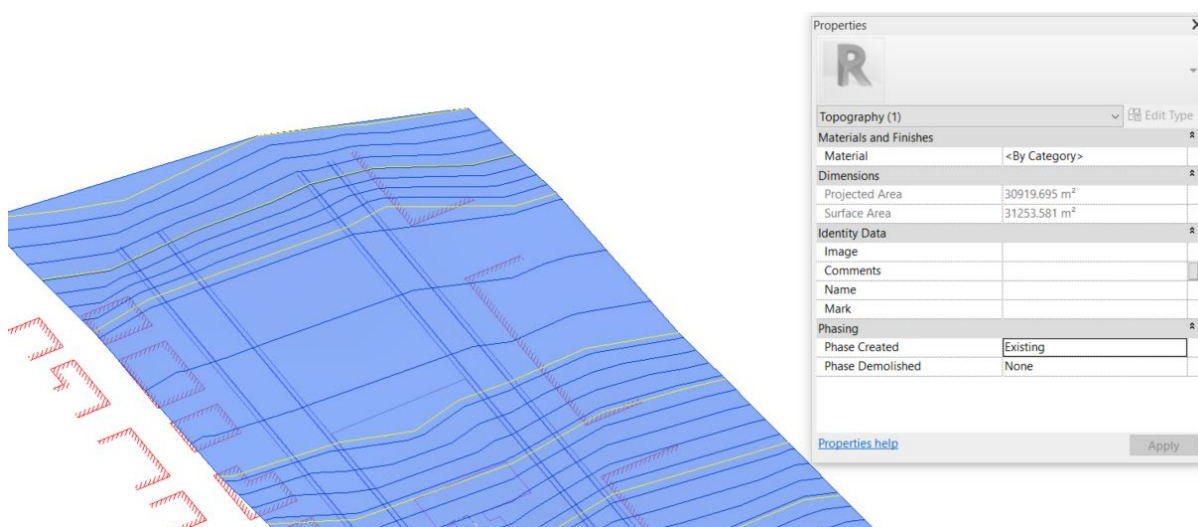 Properties
R
Topography (1)
Edit Type
Materials and Finishes
Material <By Category>
Dimensions
Projected Area 30919.695 m²
Surface Area 31253.581 m²
Identity Data
Image
Comments
Name
Mark
Phasing
Phase Created Existing
Phase Demolished None
Properties help
Apply